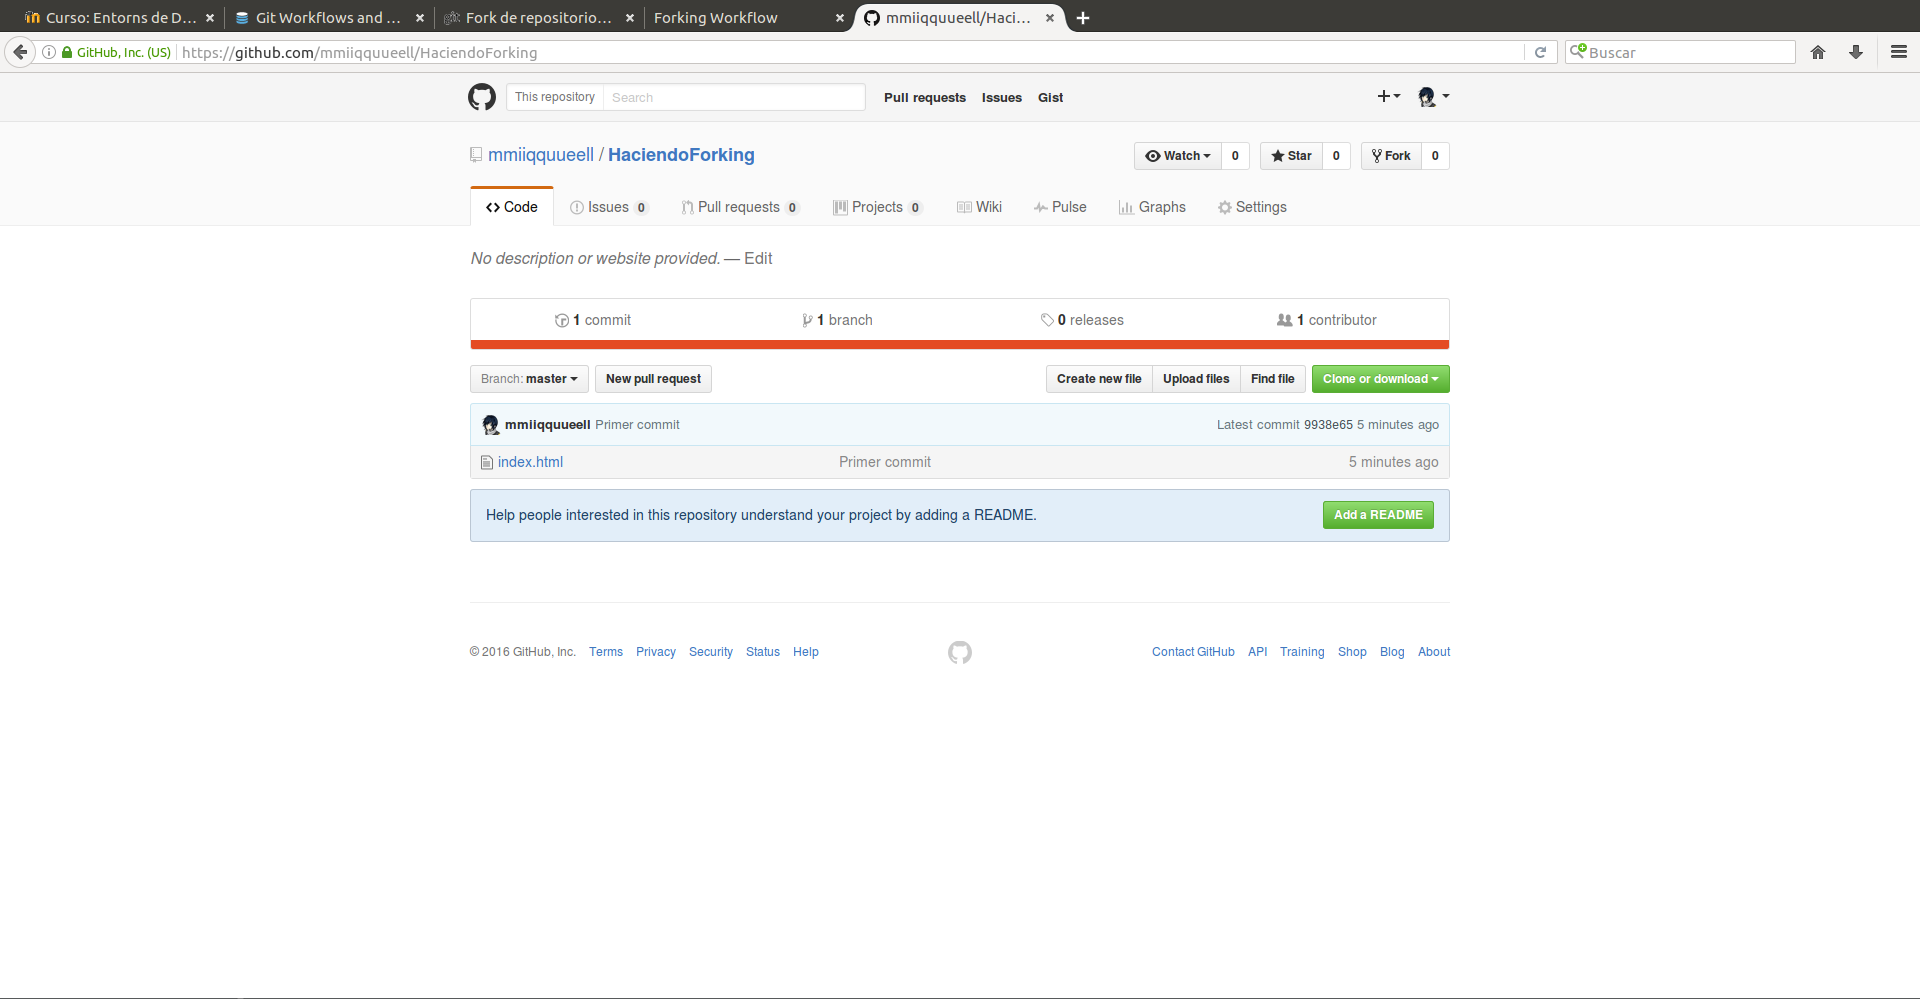 Curso: Entorns de D... Git Workflows and ... Fork de repositorio... Forking Workflow mmiiqquueell/Haci...
GitHub, Inc. (US) https://github.com/mmiiqquueell/HaciendoForking Buscar
This repository Search Pull requests Issues Gist
mmiiqquueell / HaciendoForking Watch 0 Star 0 Fork 0
Code Issues 0 Pull requests 0 Projects 0 Wiki Pulse Graphs Settings
No description or website provided. — Edit
1 commit 1 branch 0 releases 1 contributor
Branch: master New pull request Create new file Upload files Find file Clone or download
mmiiqquueell Primer commit Latest commit 9938e65 5 minutes ago
index.html Primer commit 5 minutes ago
Help people interested in this repository understand your project by adding a README. Add a README
© 2016 GitHub, Inc. Terms Privacy Security Status Help Contact GitHub API Training Shop Blog About